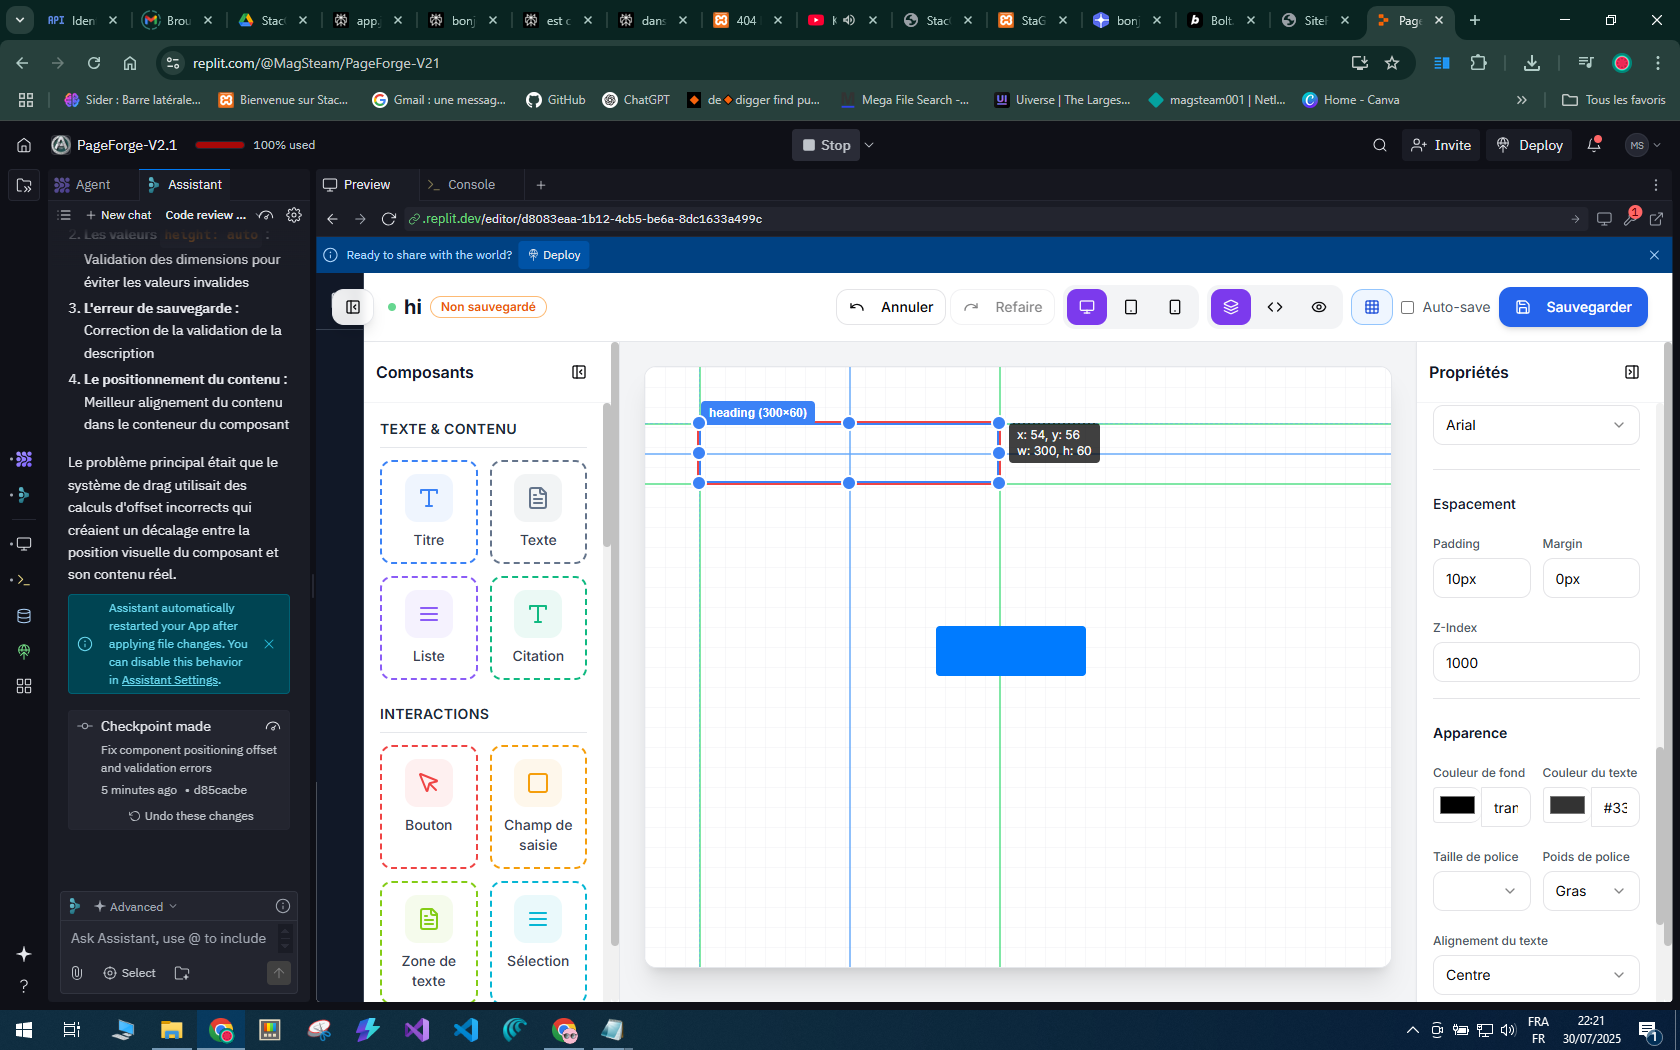 API Iden
Brou
Stac
app.j
bonj
est c
dans
404
Stac
StaG
bonj
Bolt.
SiteF
Page
replit.com/@MagSteam/PageForge-V21
Sider : Barre latérale...
Bienvenue sur Stac...
Gmail : une messag...
GitHub
ChatGPT
de◆digger find pu...
Mega File Search -...
Uiverse | The Larges...
magsteam001 | Netl...
Home - Canva
Tous les favoris
PageForge-V2.1
100% used
Stop
Invite
Deploy
MS
Agent
Assistant
Preview
Console
New chat
Code review ...
.replit.dev/editor/d8083eaa-1b12-4cb5-be6a-8dc1633a499c
1
Ready to share with the world?
Deploy
2. Les valeurs height: auto :
Validation des dimensions pour
éviter les valeurs invalides
3. L'erreur de sauvegarde :
Correction de la validation de la
description
4. Le positionnement du contenu :
Meilleur alignement du contenu
dans le conteneur du composant
Le problème principal était que le
système de drag utilisait des
calculs d'offset incorrects qui
créaient un décalage entre la
position visuelle du composant et
son contenu réel.
Assistant automatically
restarted your App after
applying file changes. You
can disable this behavior
in Assistant Settings.
Checkpoint made
Fix component positioning offset
and validation errors
5 minutes ago • d85cacbe
Undo these changes
Advanced
Ask Assistant, use @ to include
Select
hi
Non sauvegardé
Annuler
Refaire
Auto-save
Sauvegarder
Composants
TEXTE & CONTENU
Titre
Texte
Liste
Citation
INTERACTIONS
Bouton
Champ de
saisie
Zone de
texte
Sélection
heading (300×60)
x: 54, y: 56
w: 300, h: 60
Propriétés
Arial
Espacement
Padding
Margin
10px
0px
Z-Index
1000
Apparence
Couleur de fond
Couleur du texte
tran
#33
Taille de police
Poids de police
Gras
Alignement du texte
Centre
FRA
FR
22:21
30/07/2025
1